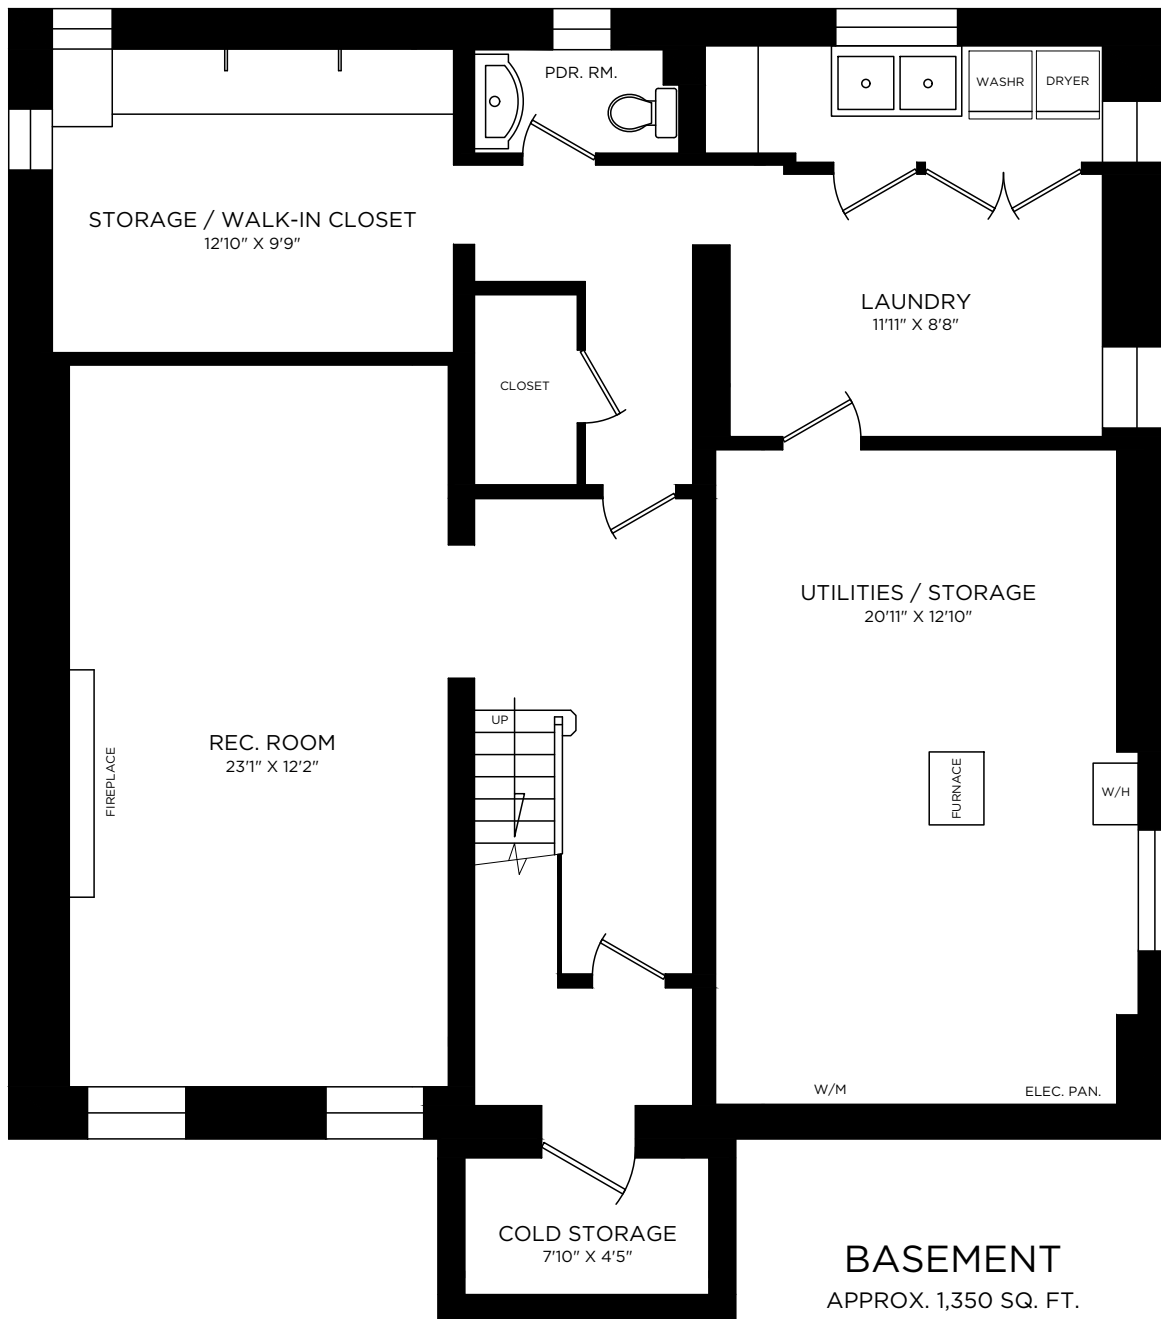 PDR. RM.
WASHR
DRYER
STORAGE / WALK-IN CLOSET
12'10" X 9'9"
LAUNDRY
11'11" X 8'8"
CLOSET
UTILITIES / STORAGE
20'11" X 12'10"
UP
REC. ROOM
23'1" X 12'2"
FIREPLACE
FURNACE
W/H
W/M
ELEC. PAN.
COLD STORAGE
7'10" X 4'5"
BASEMENT
APPROX. 1,350 SQ. FT.